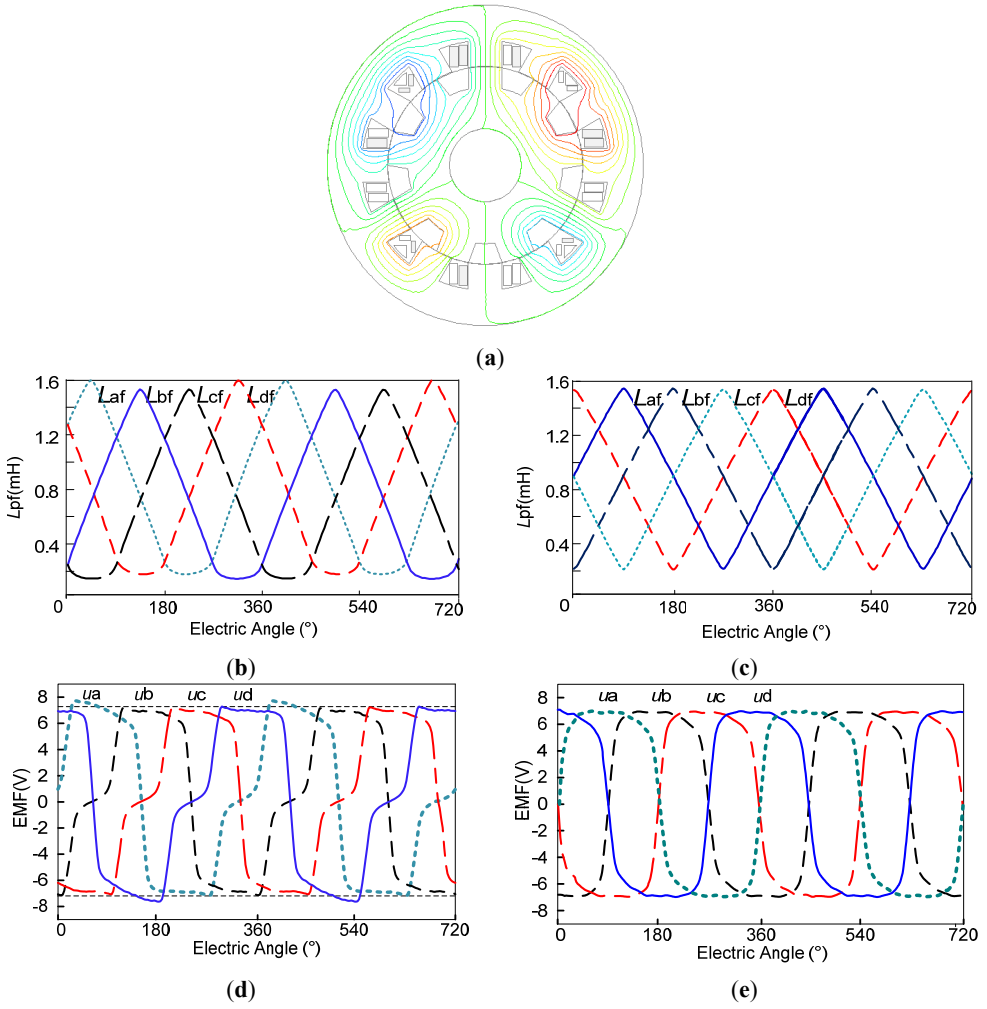 (a)
1.6
1.2
0.8
0.4
Lpf(mH)
Laf Lbf Lcf Ldf
0 180 360 540 720
Electric Angle (°)
(b)
1.6
1.2
0.8
0.4
Lpf(mH)
Laf Lbf Lcf Ldf
0 180 360 540 720
Electric Angle (°)
(c)
8
6
4
2
0
-2
-4
-6
-8
EMF(V)
ua ub uc ud
0 180 360 540 720
Electric Angle (°)
(d)
8
6
4
2
0
-2
-4
-6
-8
EMF(V)
ua ub uc ud
0 180 360 540 720
Electric Angle (°)
(e)